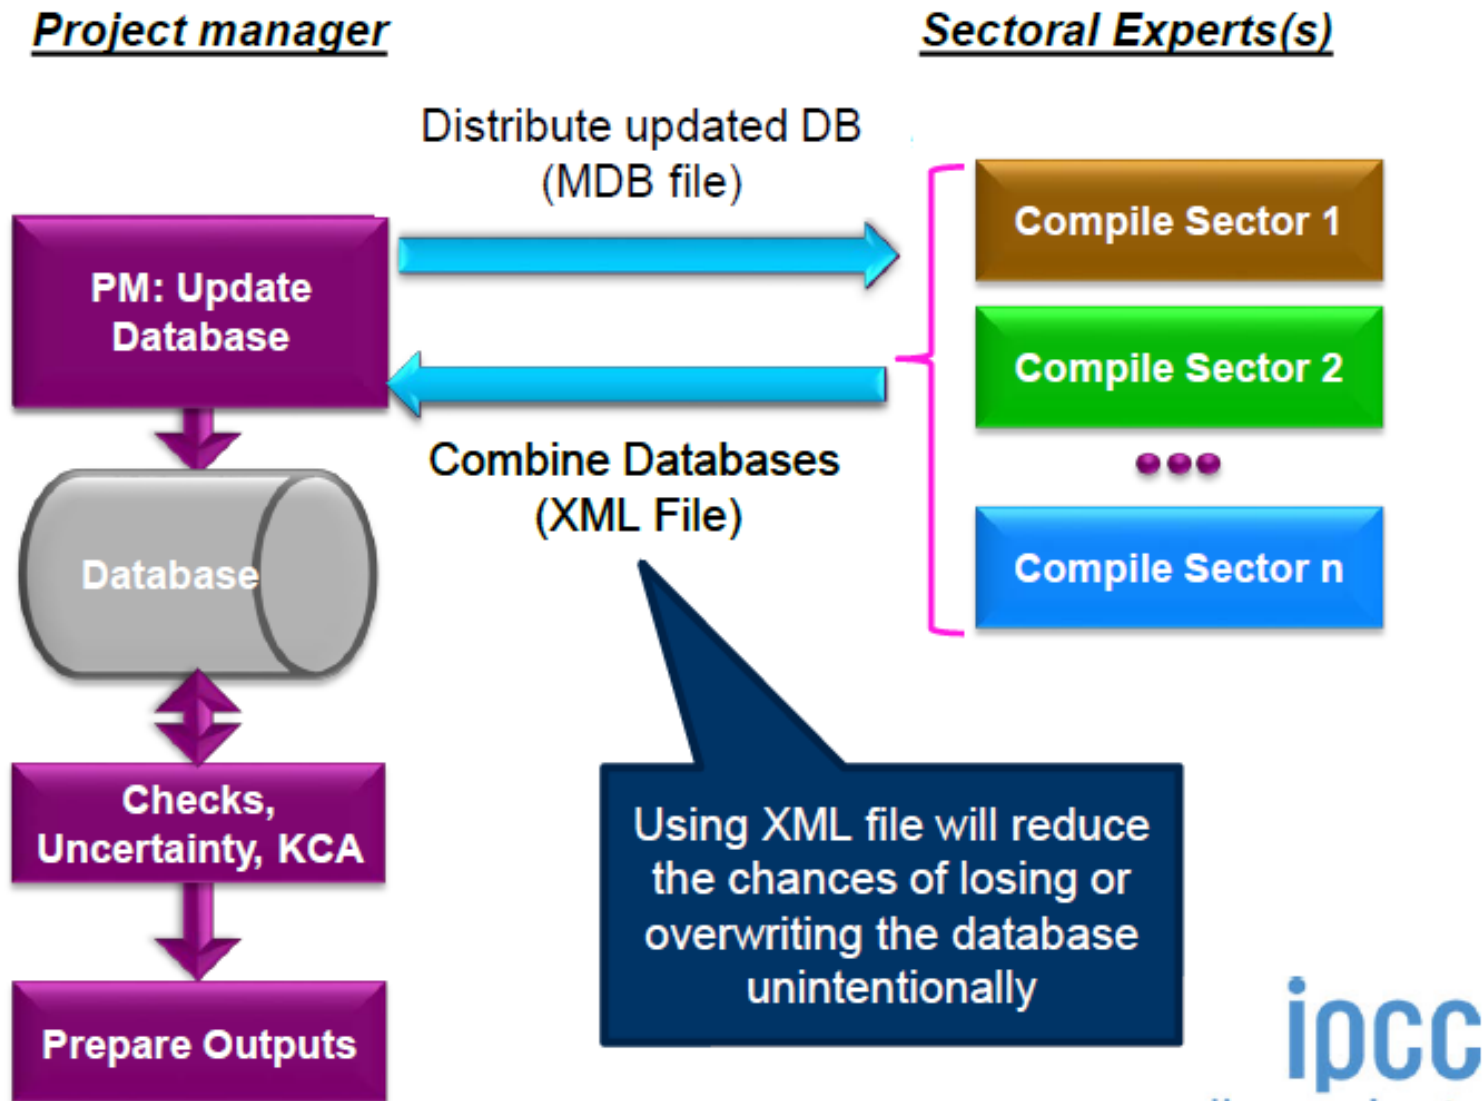 Project manager
Sectoral Experts(s)
Distribute updated DB
(MDB file)
PM: Update
Database
Compile Sector 1
Compile Sector 2
Combine Databases
(XML File)
Compile Sector n
Database
Checks,
Uncertainty, KCA
Using XML file will reduce
the chances of losing or
overwriting the database
unintentionally
Prepare Outputs
ipcc